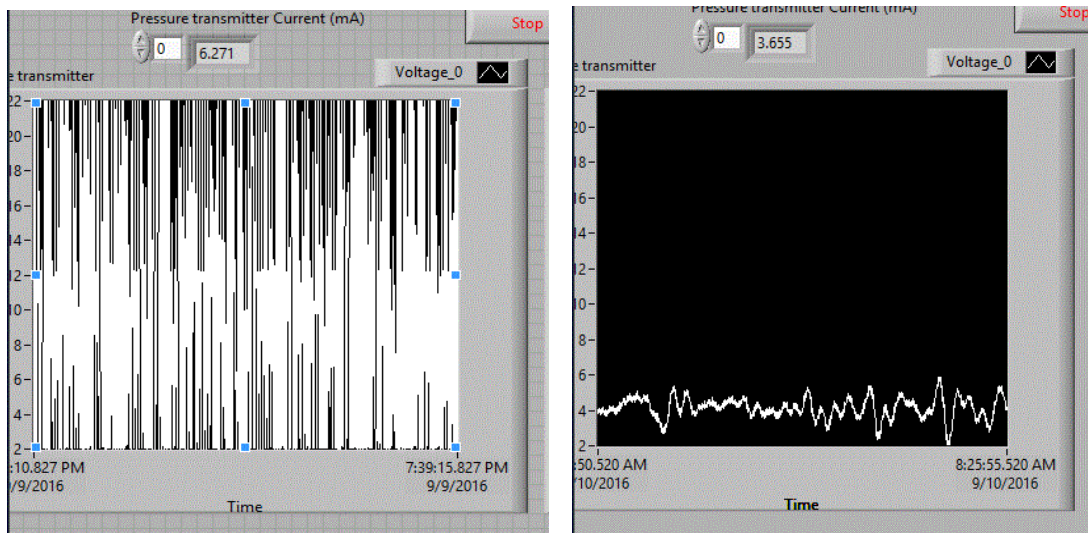 Pressure transmitter Current (mA)
Stop
0
6.271
e transmitter
Voltage_0
22
20
18
16
14
12
10
8
6
4
2
:10.827 PM
7:39:15.827 PM
/9/2016
9/9/2016
Time
Pressure transmitter Current (mA)
Stop
0
3.655
transmitter
Voltage_0
22
20
18
16
14
12
10
8
6
4
2
:50.520 AM
8:25:55.520 AM
/10/2016
9/10/2016
Time